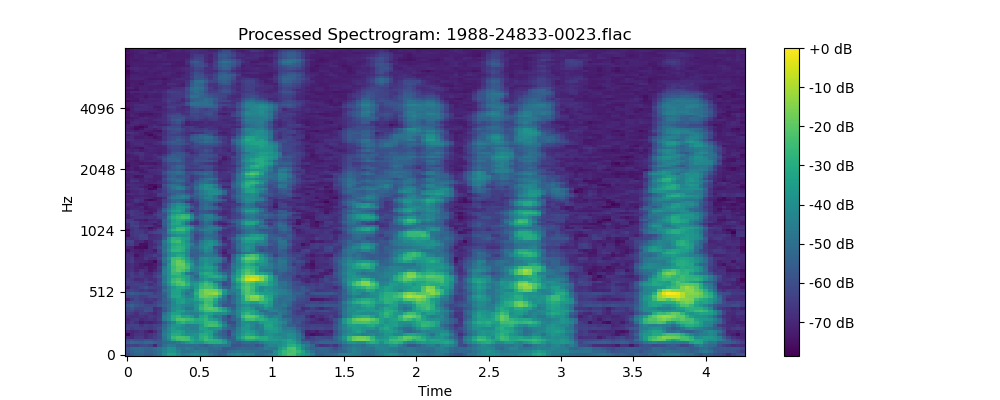 Processed Spectrogram: 1988-24833-0023.flac
+0 dB
-10 dB
-20 dB
-30 dB
-40 dB
-50 dB
-60 dB
-70 dB
Hz
4096
2048
1024
512
0
0 0.5 1 1.5 2 2.5 3 3.5 4
Time